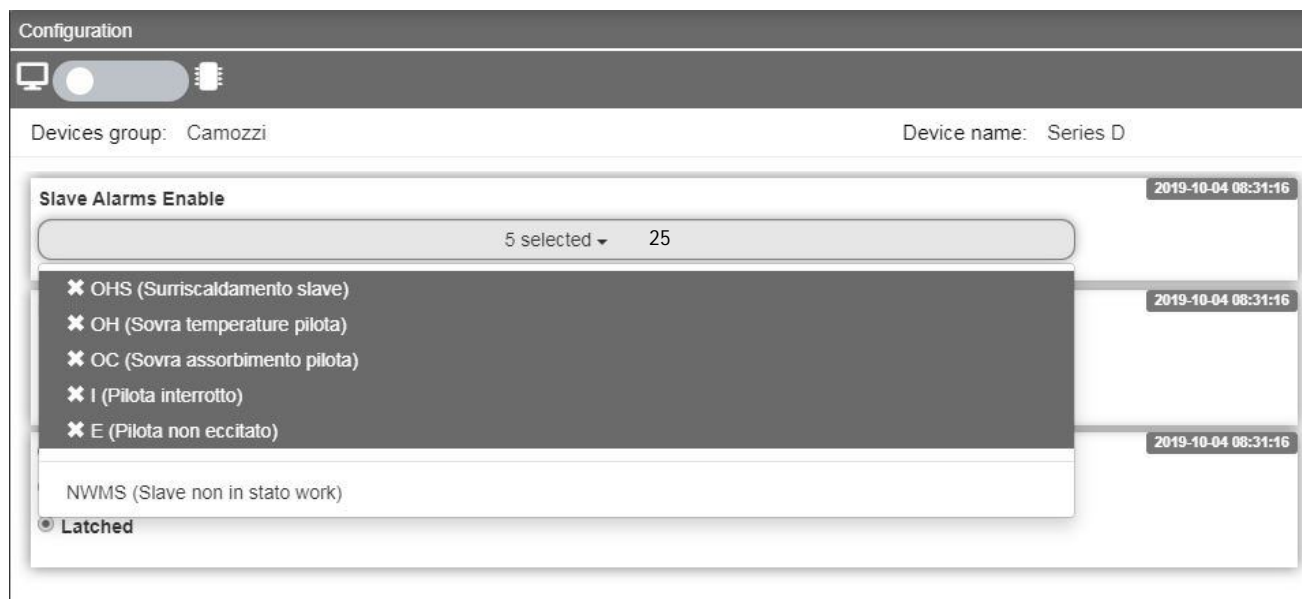 Configuration
Devices group: Camozzi Device name: Series D
Slave Alarms Enable 2019-10-04 08:31:16
5 selected 25
OHS (Surriscaldamento slave)
2019-10-04 08:31:16
OH (Sovra temperature pilota)
OC (Sovra assorbimento pilota)
I (Pilota interrotto)
E (Pilota non eccitato)
2019-10-04 08:31:16
NWMS (Slave non in stato work)
Latched